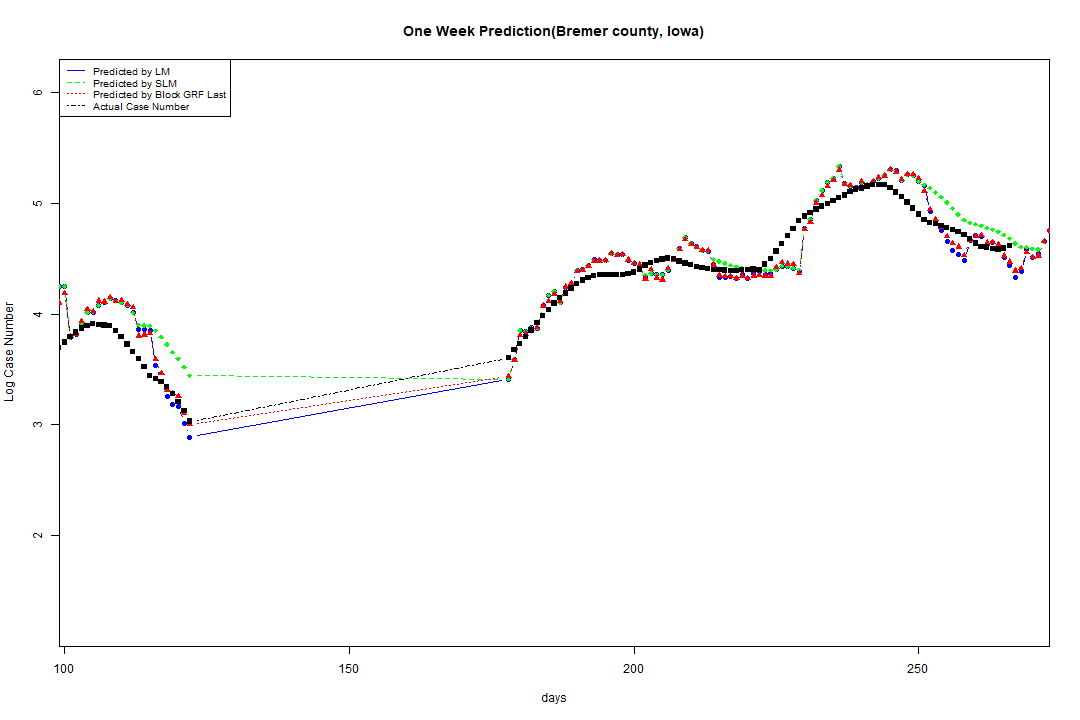 One Week Prediction(Bremer county, Iowa)
Predicted by LM
Predicted by SLM
Predicted by Block GRF Last
Actual Case Number
6
5
4
3
2
Log Case Number
100 150 200 250
days